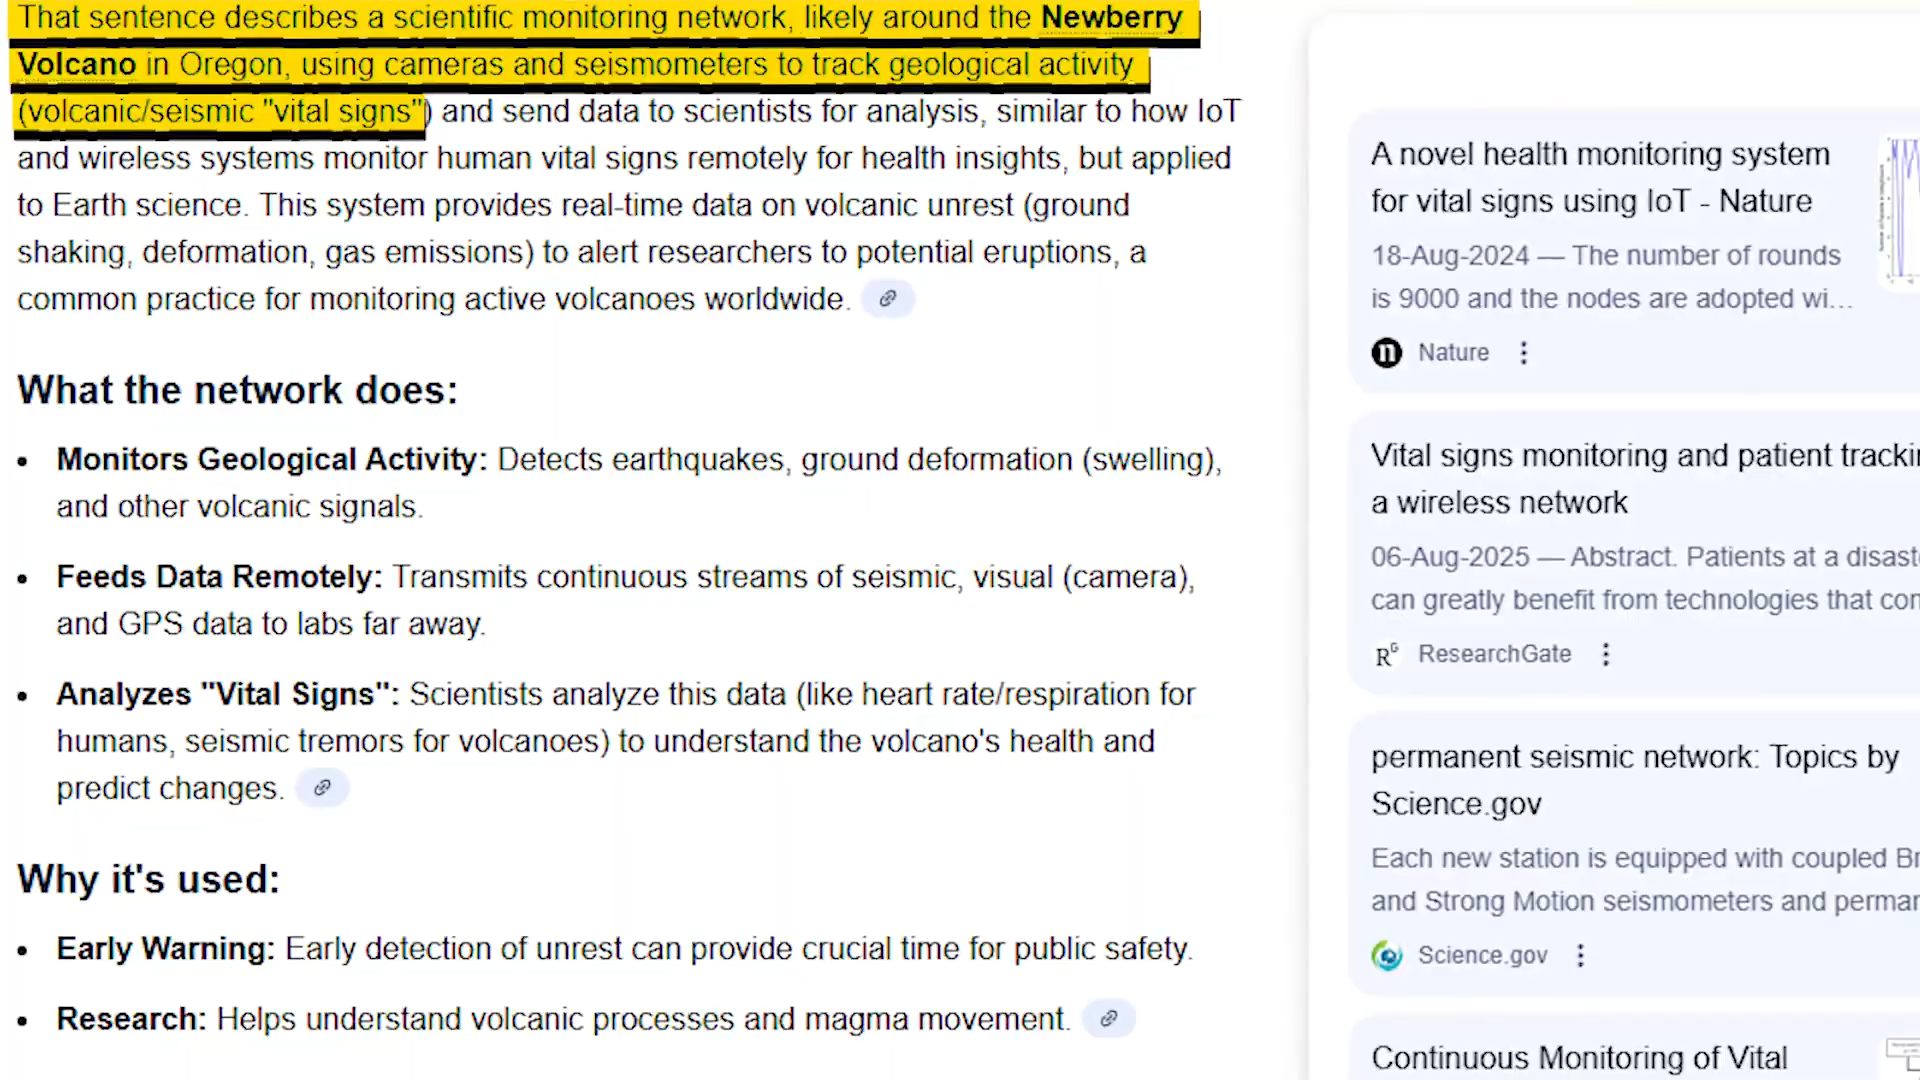 That sentence describes a scientific monitoring network, likely around the Newberry
Volcano in Oregon, using cameras and seismometers to track geological activity
(volcanic/seismic "vital signs") and send data to scientists for analysis, similar to how IoT
and wireless systems monitor human vital signs remotely for health insights, but applied
to Earth science. This system provides real-time data on volcanic unrest (ground
shaking, deformation, gas emissions) to alert researchers to potential eruptions, a
common practice for monitoring active volcanoes worldwide.
What the network does:
• Monitors Geological Activity: Detects earthquakes, ground deformation (swelling),
and other volcanic signals.
• Feeds Data Remotely: Transmits continuous streams of seismic, visual (camera),
and GPS data to labs far away.
• Analyzes "Vital Signs": Scientists analyze this data (like heart rate/respiration for
humans, seismic tremors for volcanoes) to understand the volcano's health and
predict changes.
Why it's used:
• Early Warning: Early detection of unrest can provide crucial time for public safety.
• Research: Helps understand volcanic processes and magma movement.
A novel health monitoring system
for vital signs using IoT - Nature
18-Aug-2024 — The number of rounds
is 9000 and the nodes are adopted wi...
n Nature
Vital signs monitoring and patient tracki
a wireless network
06-Aug-2025 — Abstract. Patients at a disast
can greatly benefit from technologies that con
RG ResearchGate
permanent seismic network: Topics by
Science.gov
Each new station is equipped with coupled Br
and Strong Motion seismometers and permar
Science.gov
Continuous Monitoring of Vital